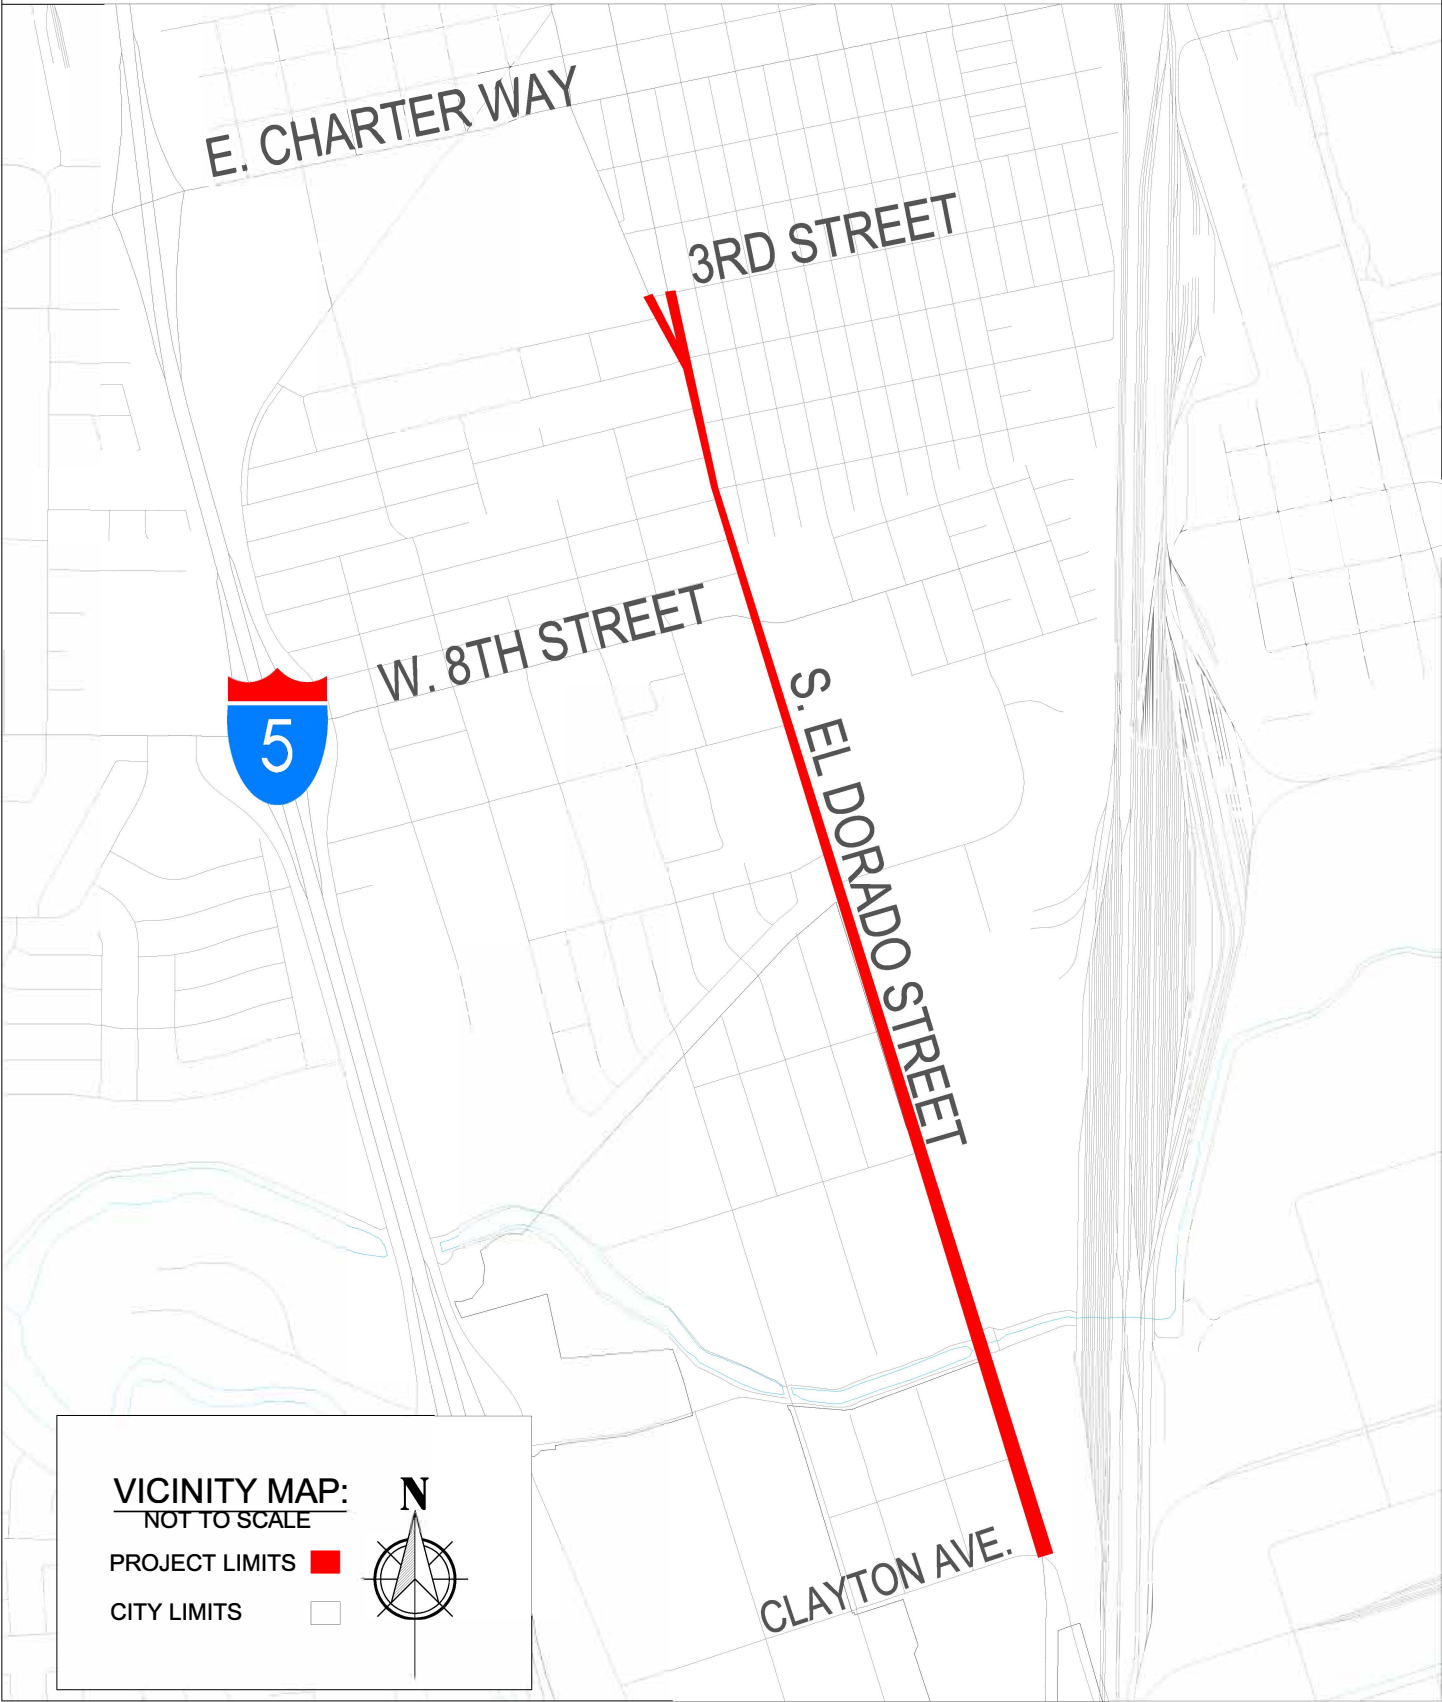 E. CHARTER WAY
3RD STREET
W. 8TH STREET
5
S. EL DORADO STREET
CLAYTON AVE.
VICINITY MAP:
NOT TO SCALE
PROJECT LIMITS
CITY LIMITS
N